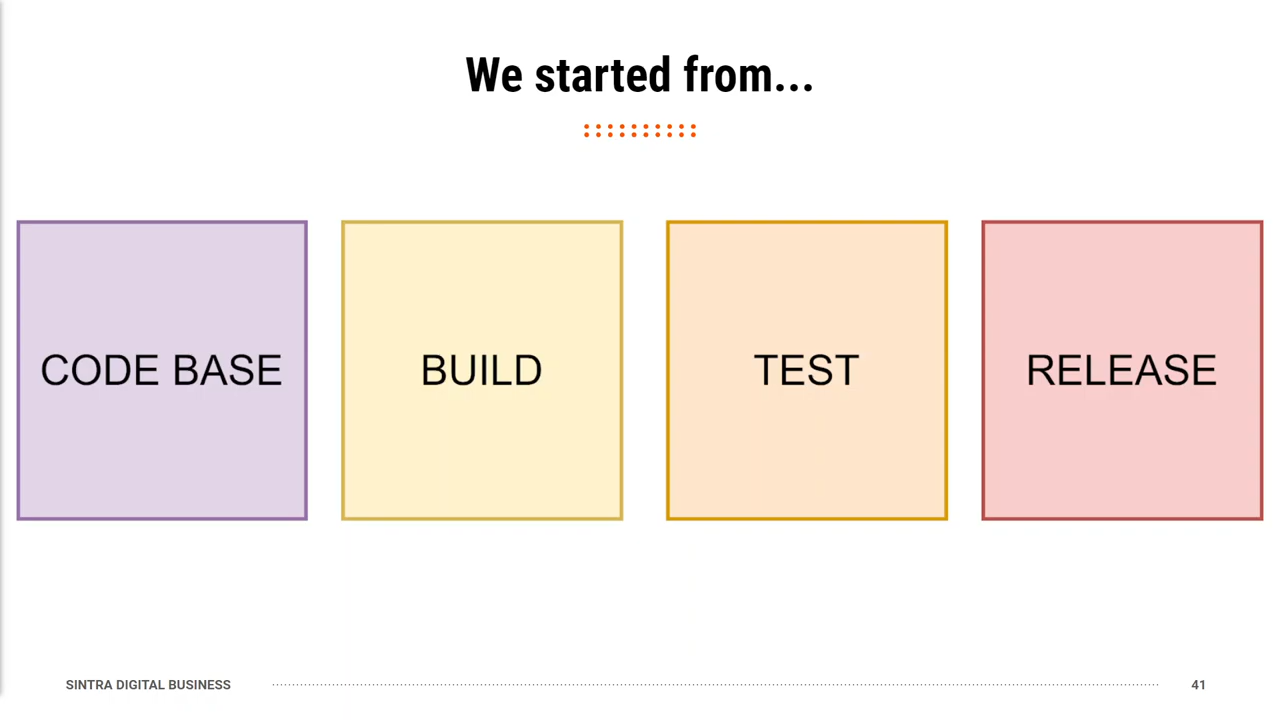 We started from...
CODE BASE
BUILD
TEST
RELEASE
SINTRA DIGITAL BUSINESS
41